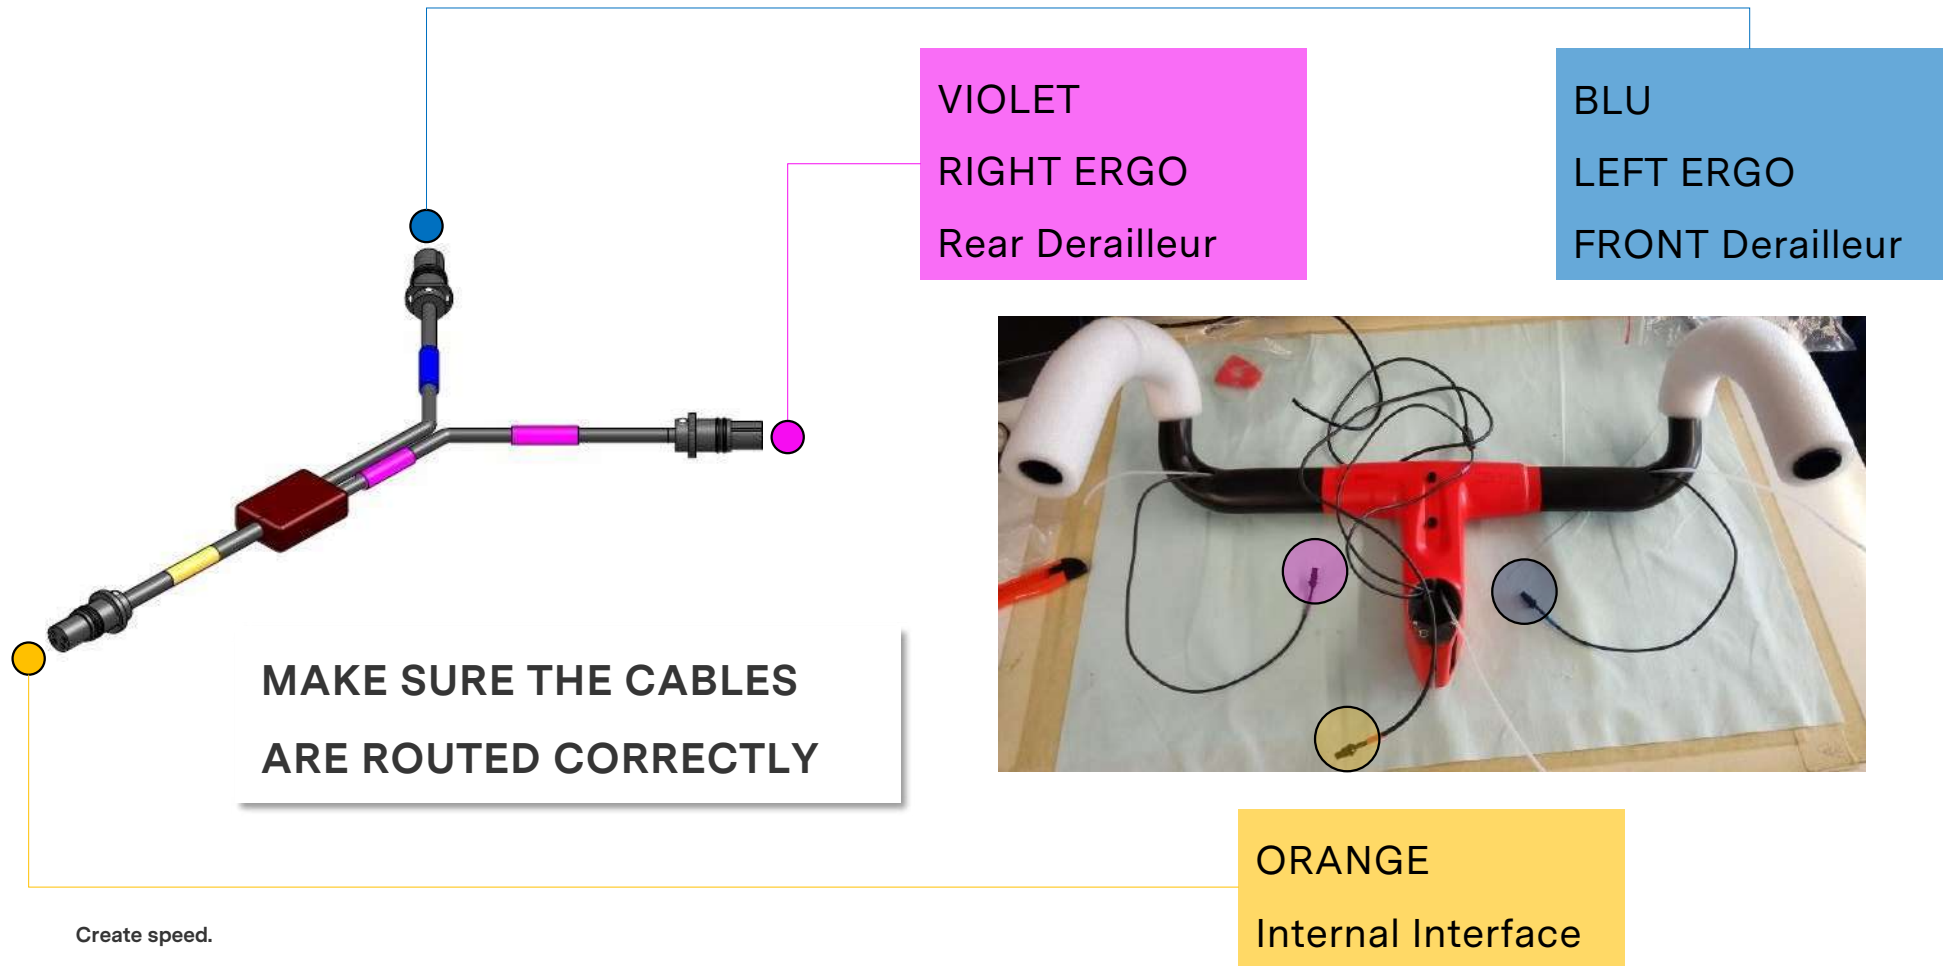 VIOLET
RIGHT ERGO
Rear Derailleur
BLU
LEFT ERGO
FRONT Derailleur
MAKE SURE THE CABLES
ARE ROUTED CORRECTLY
ORANGE
Internal Interface
Create speed.